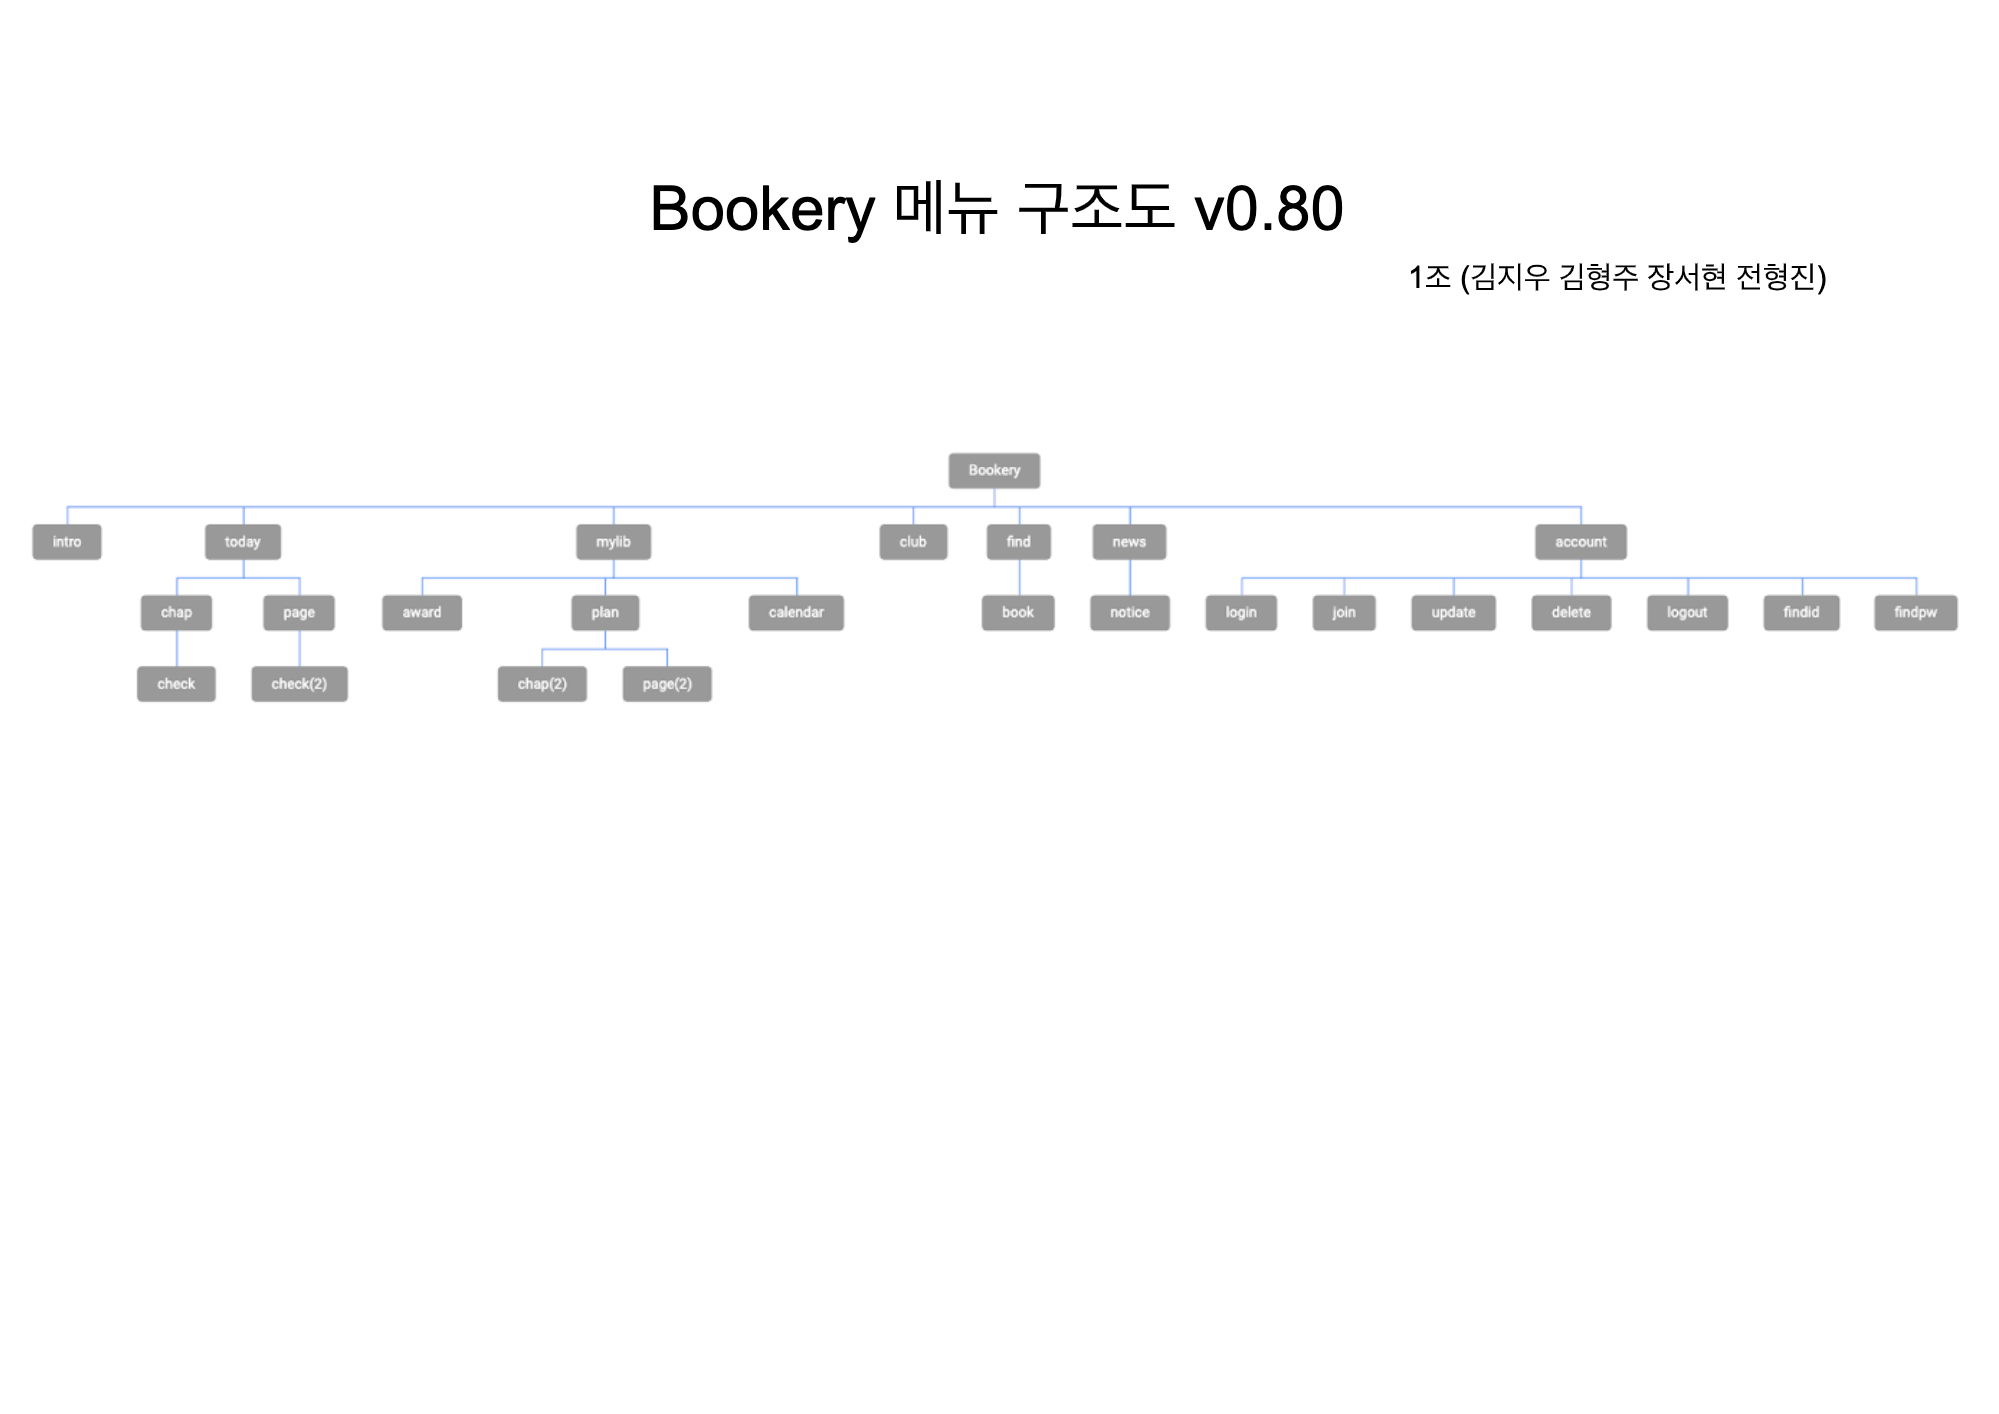 Bookery 메뉴 구조도 v0.80
1조 (김지우 김형주 장서현 전형진)
Bookery
intro today mylib club find news account
chap page award plan calendar book notice login join update delete logout findid findpw
check check(2) chap(2) page(2)